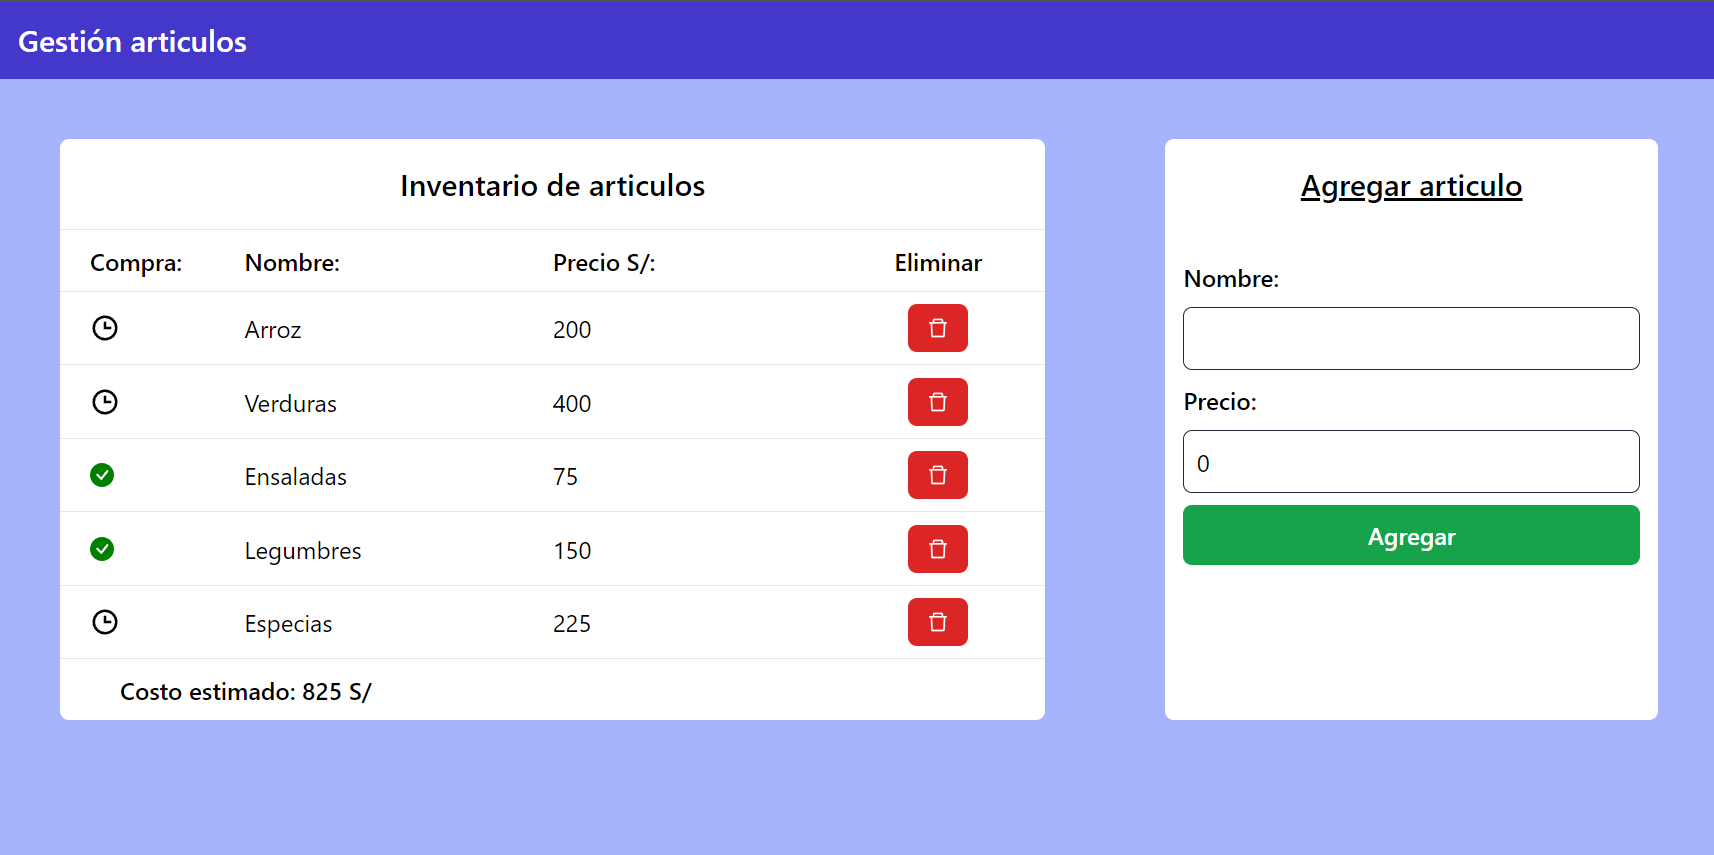 Gestión articulos
Inventario de articulos
Compra: Nombre: Precio S/: Eliminar
Arroz 200
Verduras 400
Ensaladas 75
Legumbres 150
Especias 225
Costo estimado: 825 S/
Agregar articulo
Nombre:
Precio:
0
Agregar